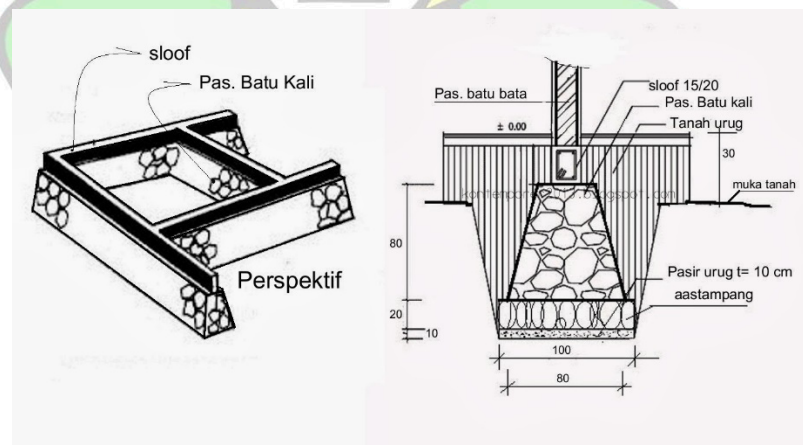 sloof
Pas. Batu Kali
Perspektif
Pas. batu bata
sloof 15/20
Pas. Batu kali
Tanah urug
± 0.00
30
muka tanah
80
Pasir urug t= 10 cm
aastampang
20
10
100
80